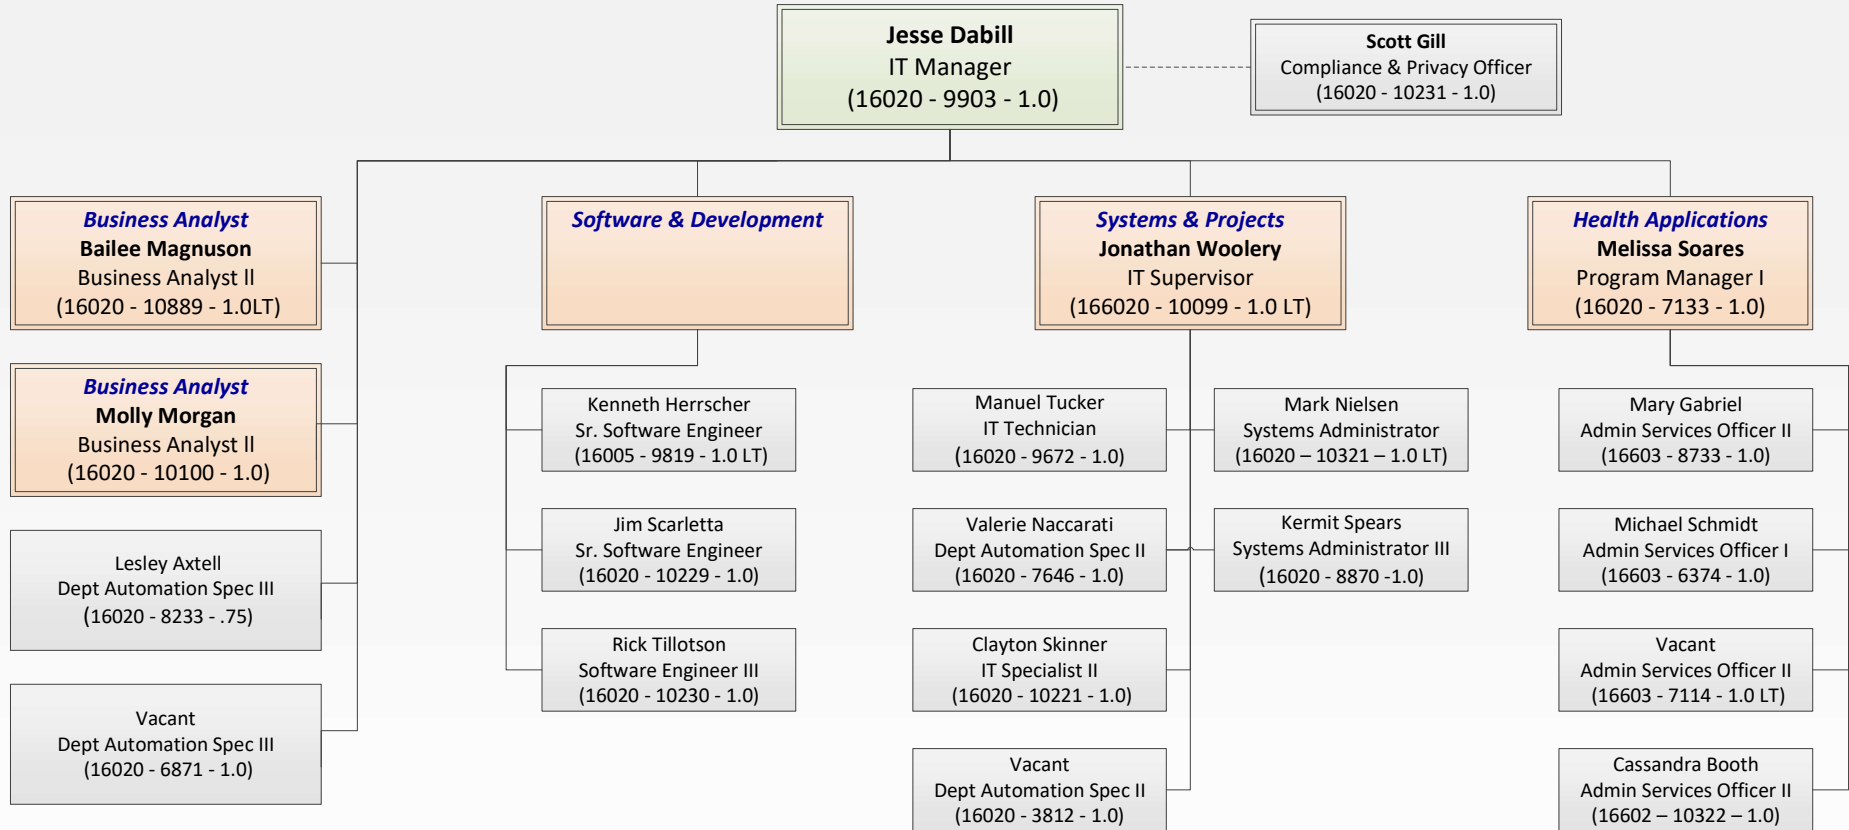 Jesse Dabill
IT Manager
(16020 - 9903 - 1.0)
Scott Gill
Compliance & Privacy Officer
(16020 - 10231 - 1.0)
Business Analyst
Bailee Magnuson
Business Analyst ll
(16020 - 10889 - 1.0LT)
Business Analyst
Molly Morgan
Business Analyst ll
(16020 - 10100 - 1.0)
Lesley Axtell
Dept Automation Spec III
(16020 - 8233 - .75)
Vacant
Dept Automation Spec III
(16020 - 6871 - 1.0)
Software & Development
Kenneth Herrscher
Sr. Software Engineer
(16005 - 9819 - 1.0 LT)
Jim Scarletta
Sr. Software Engineer
(16020 - 10229 - 1.0)
Rick Tillotson
Software Engineer III
(16020 - 10230 - 1.0)
Systems & Projects
Jonathan Woolery
IT Supervisor
(166020 - 10099 - 1.0 LT)
Manuel Tucker
IT Technician
(16020 - 9672 - 1.0)
Valerie Naccarati
Dept Automation Spec II
(16020 - 7646 - 1.0)
Clayton Skinner
IT Specialist II
(16020 - 10221 - 1.0)
Vacant
Dept Automation Spec II
(16020 - 3812 - 1.0)
Mark Nielsen
Systems Administrator
(16020 – 10321 – 1.0 LT)
Kermit Spears
Systems Administrator III
(16020 - 8870 -1.0)
Health Applications
Melissa Soares
Program Manager I
(16020 - 7133 - 1.0)
Mary Gabriel
Admin Services Officer II
(16603 - 8733 - 1.0)
Michael Schmidt
Admin Services Officer I
(16603 - 6374 - 1.0)
Vacant
Admin Services Officer II
(16603 - 7114 - 1.0 LT)
Cassandra Booth
Admin Services Officer II
(16602 – 10322 – 1.0)